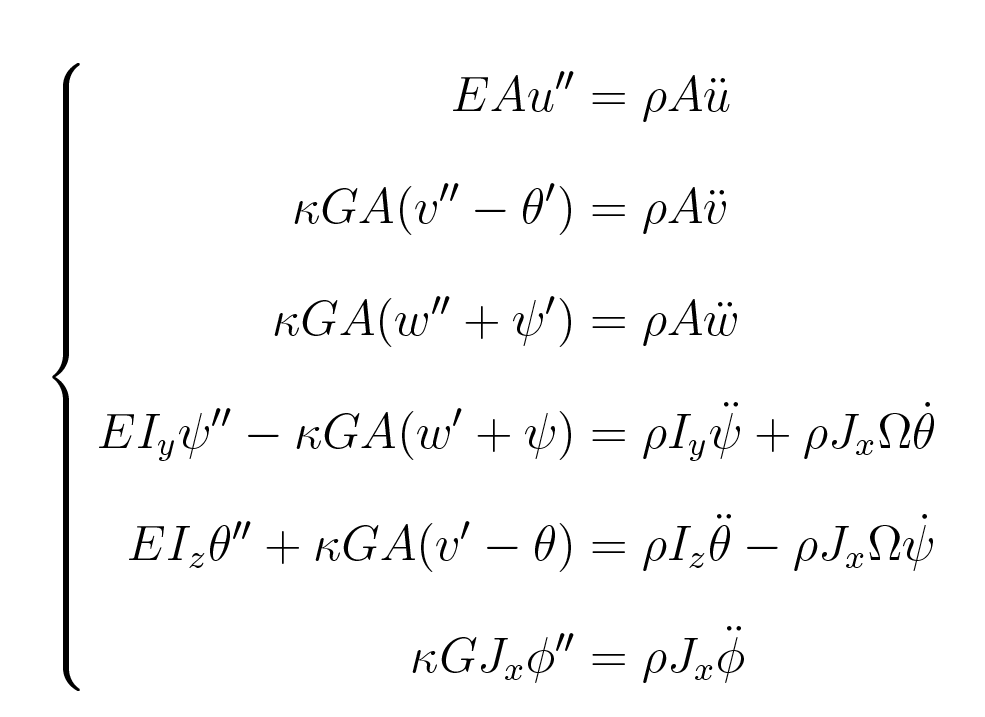 EAu″ = ρAü
κGA(v″ − θ′) = ρAv̈
κGA(w″ + ψ′) = ρAẅ
EI_yψ″ − κGA(w′ + ψ) = ρI_yψ̈ + ρJ_xΩθ̇
EI_zθ″ + κGA(v′ − θ) = ρI_zθ̈ − ρJ_xΩψ̇
κGJ_xϕ″ = ρJ_xϕ̈